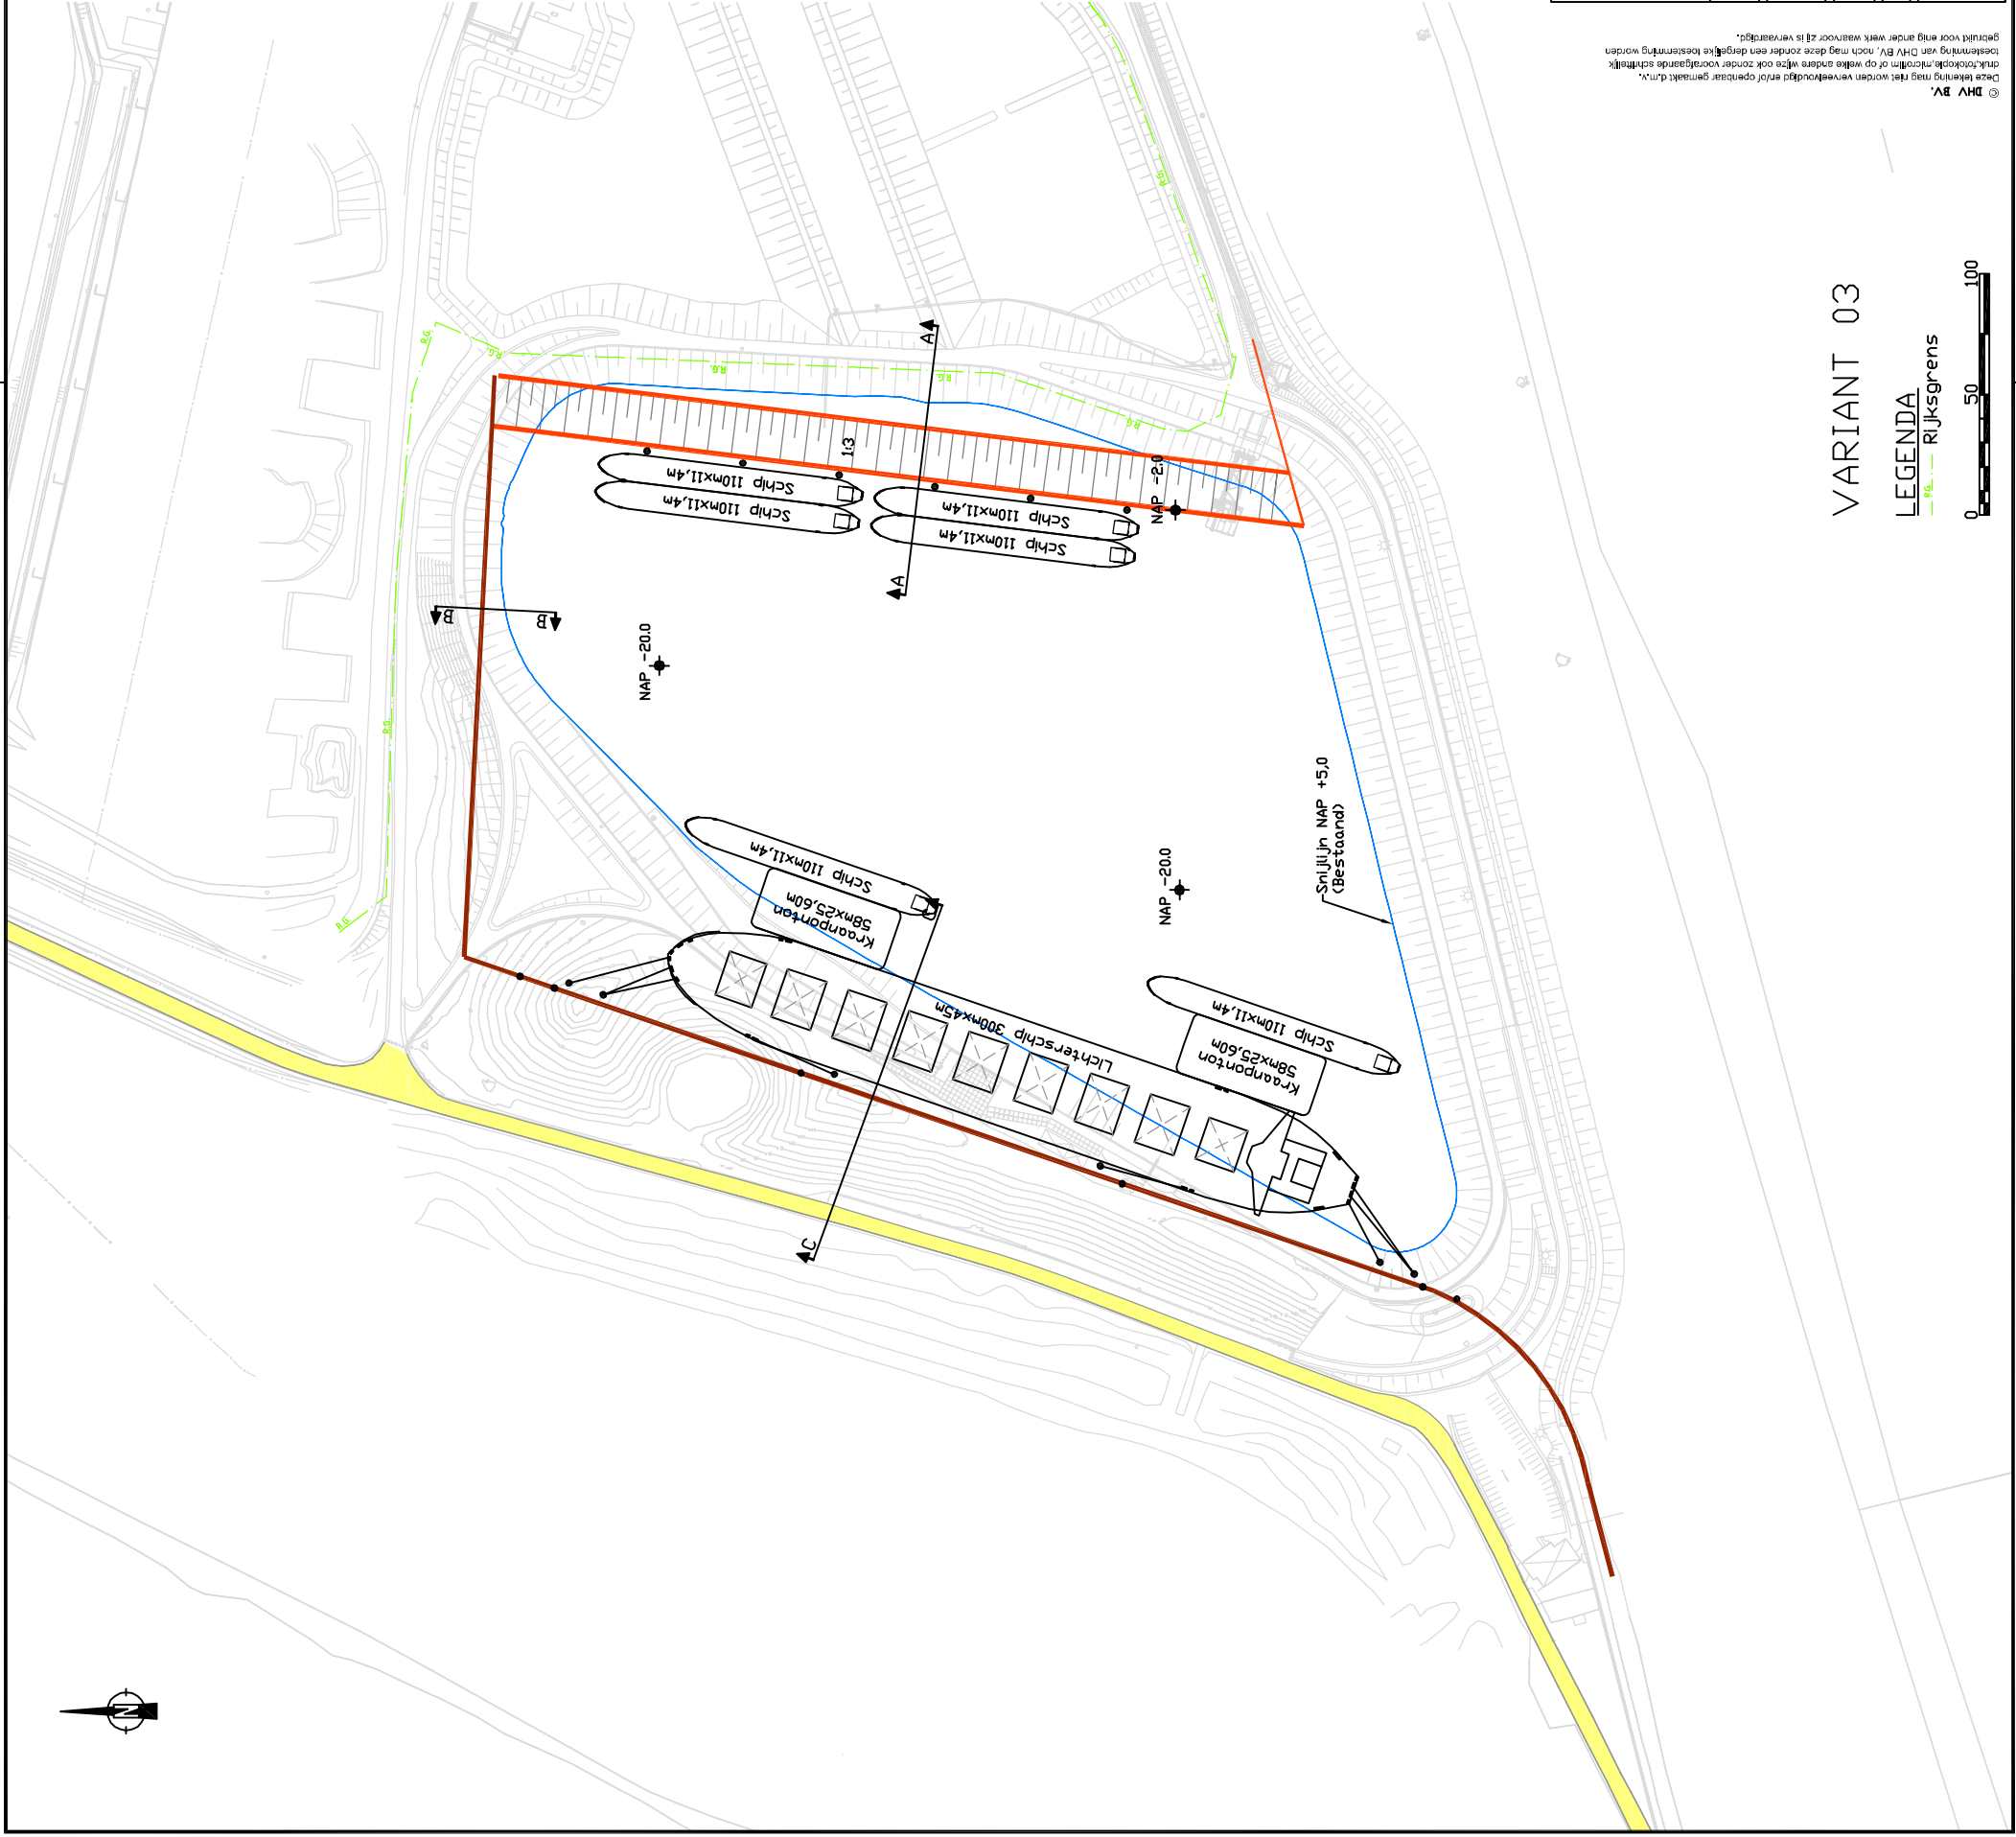 © DHV BV.
Deze tekening mag niet worden verveelvoudigd en/of openbaar gemaakt d.m.v.
druk,fotokopie,microfilm of op welke andere wijze ook zonder voorafgaande schriftelijk
toestemming van DHV BV, noch mag deze zonder een dergelijke toestemming worden
gebruikt voor enig ander werk waarvoor zij is vervaardigd.
R.G.
R.G.
R.G.
R.G.
R.G.
R.G.
R.G.
R.G.
A
A
B
B
1:3
Schip 110mx11,4m
Schip 110mx11,4m
Schip 110mx11,4m
Schip 110mx11,4m
NAP -2.0
NAP -20.0
NAP -20.0
Snijlijn NAP +5,0
(Bestaand)
Schip 110mx11,4m
Kraanponton
58mx25,60m
C
C
Lichterschip 300mx45m
Schip 110mx11,4m
Kraanponton
58mx25,60m
N
VARIANT 03
LEGENDA
R.G. Rijksgrens
0 50 100